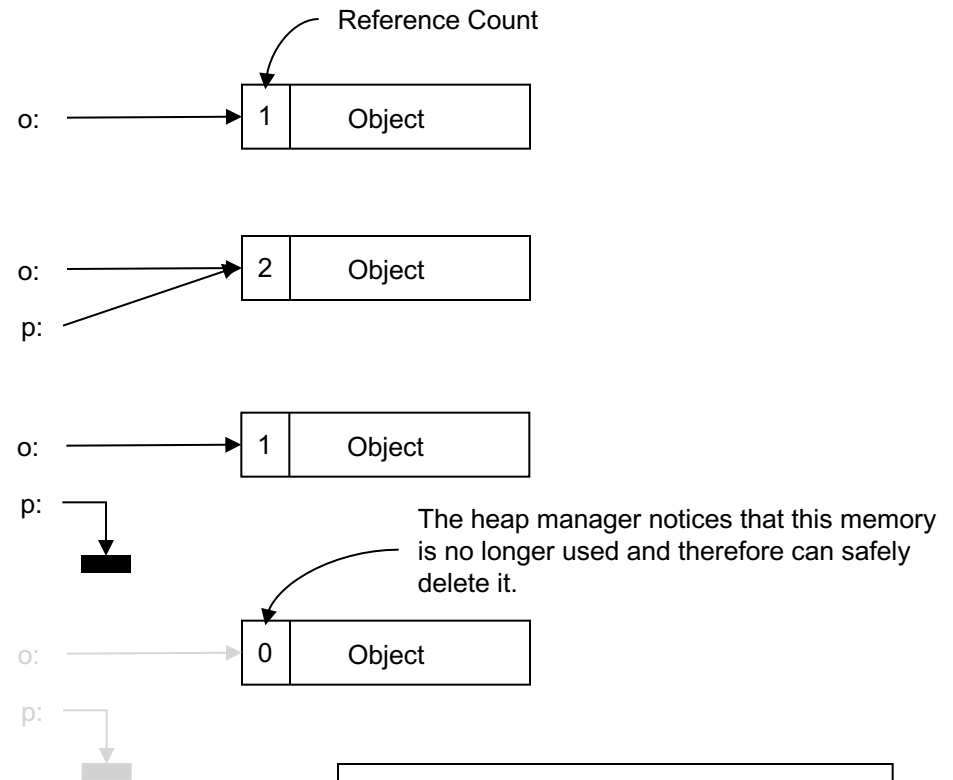 Reference Count
o:
1
Object
o:
2
Object
p:
o:
1
Object
p:
The heap manager notices that this memory
is no longer used and therefore can safely
delete it.
o:
0
Object
p: